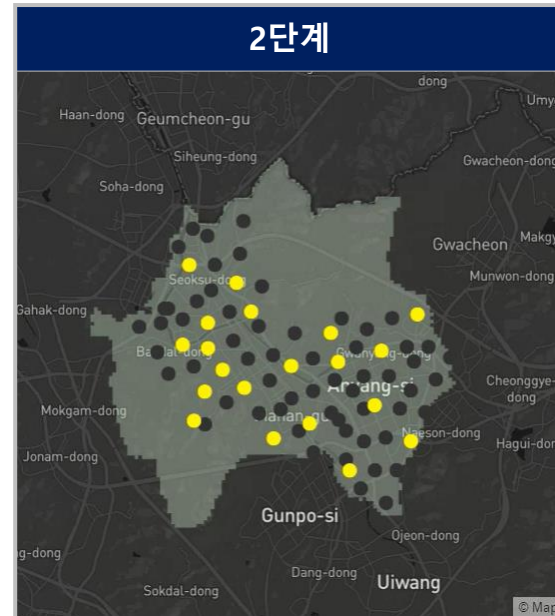 2단계
dong
Umy
Haan-dong
Geumcheon-gu
Siheung-dong
Gwacheon-dong
Soha-dong
Gwacheon
Makgy
Munwon-dong
Seoksu-dong
Gahak-dong
Anyang-si
Cheonggye-
dong
Mokgam-dong
Naeson-dong
Hagui-don
Jonam-dong
Gunpo-si
Ojeon-dong
ng-dong
Dang-dong
Uiwang
Sokdal-dong
© Map